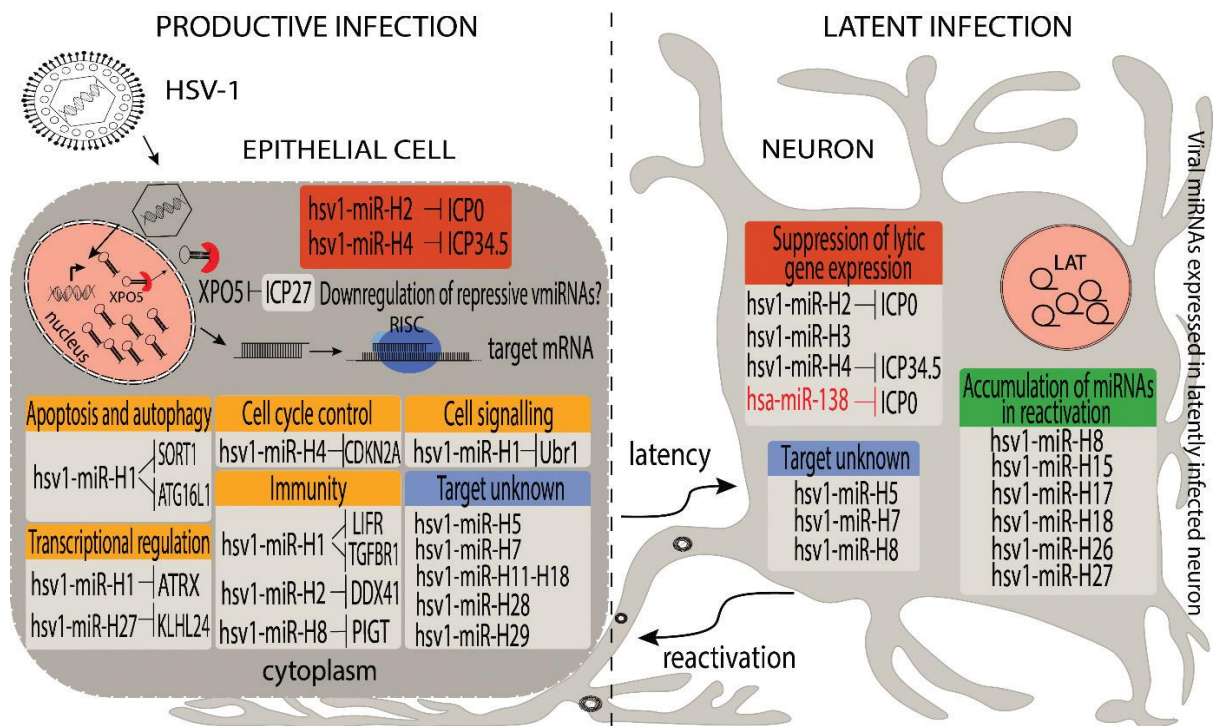 PRODUCTIVE INFECTION
HSV-1
EPITHELIAL CELL
hsv1-miR-H2 ⊣ ICP0
hsv1-miR-H4 ⊣ ICP34.5
XPO5
nucleus
XPO5 ⊢ ICP27 Downregulation of repressive vmiRNAs?
RISC
target mRNA
Apoptosis and autophagy
hsv1-miR-H1
SORT1
ATG16L1
Transcriptional regulation
hsv1-miR-H1 ⊣ ATRX
hsv1-miR-H27 ⊣ KLHL24
Cell cycle control
hsv1-miR-H4 ⊣ CDKN2A
Immunity
hsv1-miR-H1
LIFR
TGFBR1
hsv1-miR-H2 ⊣ DDX41
hsv1-miR-H8 ⊣ PIGT
Cell signalling
hsv1-miR-H1 ⊣ Ubr1
Target unknown
hsv1-miR-H5
hsv1-miR-H7
hsv1-miR-H11-H18
hsv1-miR-H28
hsv1-miR-H29
cytoplasm
latency
reactivation
LATENT INFECTION
NEURON
Suppression of lytic
gene expression
hsv1-miR-H2 ⊣ ICP0
hsv1-miR-H3
hsv1-miR-H4 ⊣ ICP34.5
hsa-miR-138 ⊣ ICP0
Target unknown
hsv1-miR-H5
hsv1-miR-H7
hsv1-miR-H8
LAT
Accumulation of miRNAs
in reactivation
hsv1-miR-H8
hsv1-miR-H15
hsv1-miR-H17
hsv1-miR-H18
hsv1-miR-H26
hsv1-miR-H27
Viral miRNAs expressed in latently infected neuron